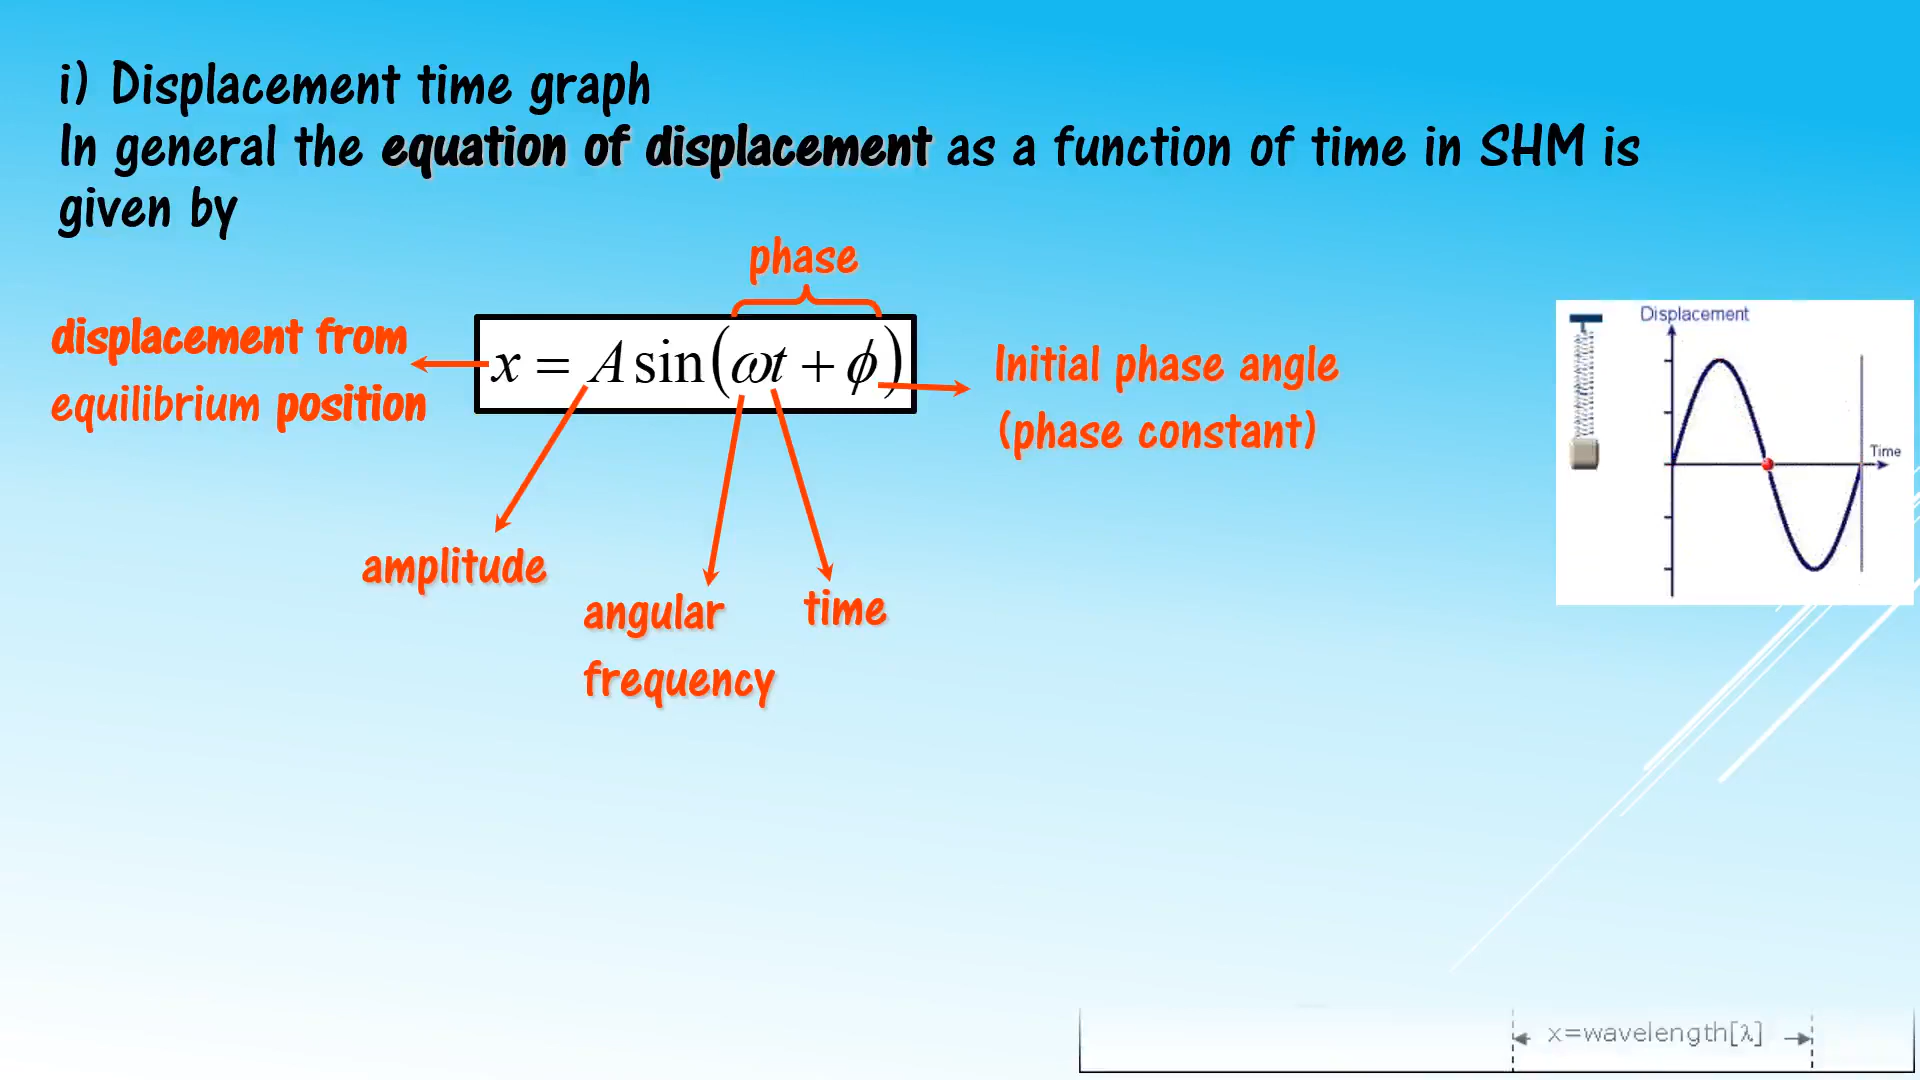 i) Displacement time graph
In general the equation of displacement as a function of time in SHM is
given by
phase
displacement from
equilibrium position
x = A sin(ωt + ϕ)
Initial phase angle
(phase constant)
amplitude
angular
frequency
time
Displacement
Time
x=wavelength[λ]